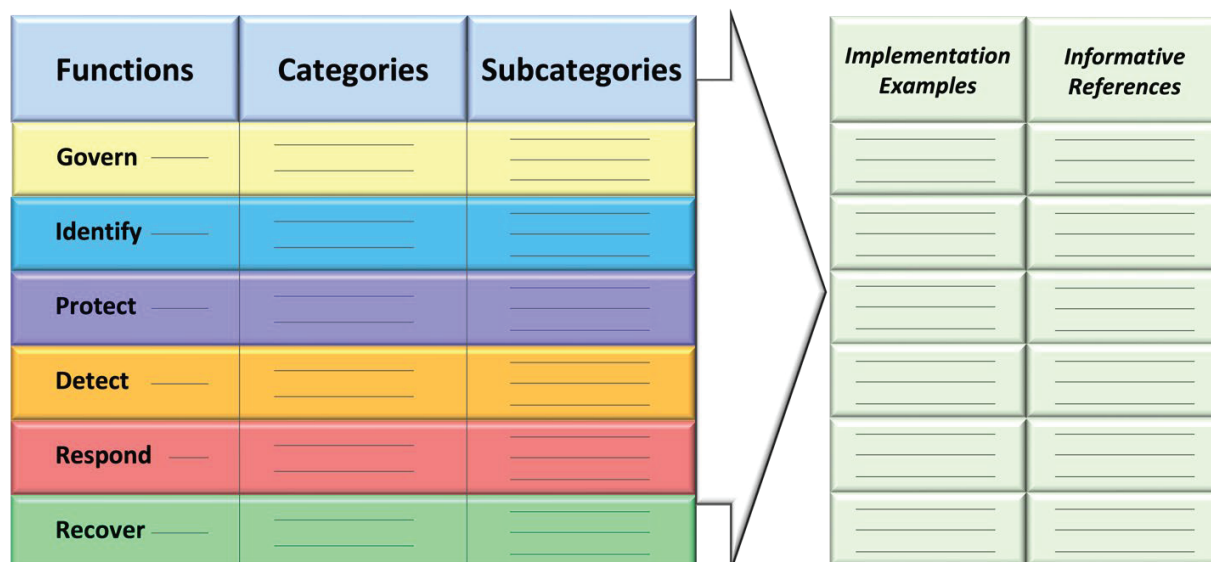 Functions Categories Subcategories
Implementation Examples
Informative References
Govern
Identify
Protect
Detect
Respond
Recover